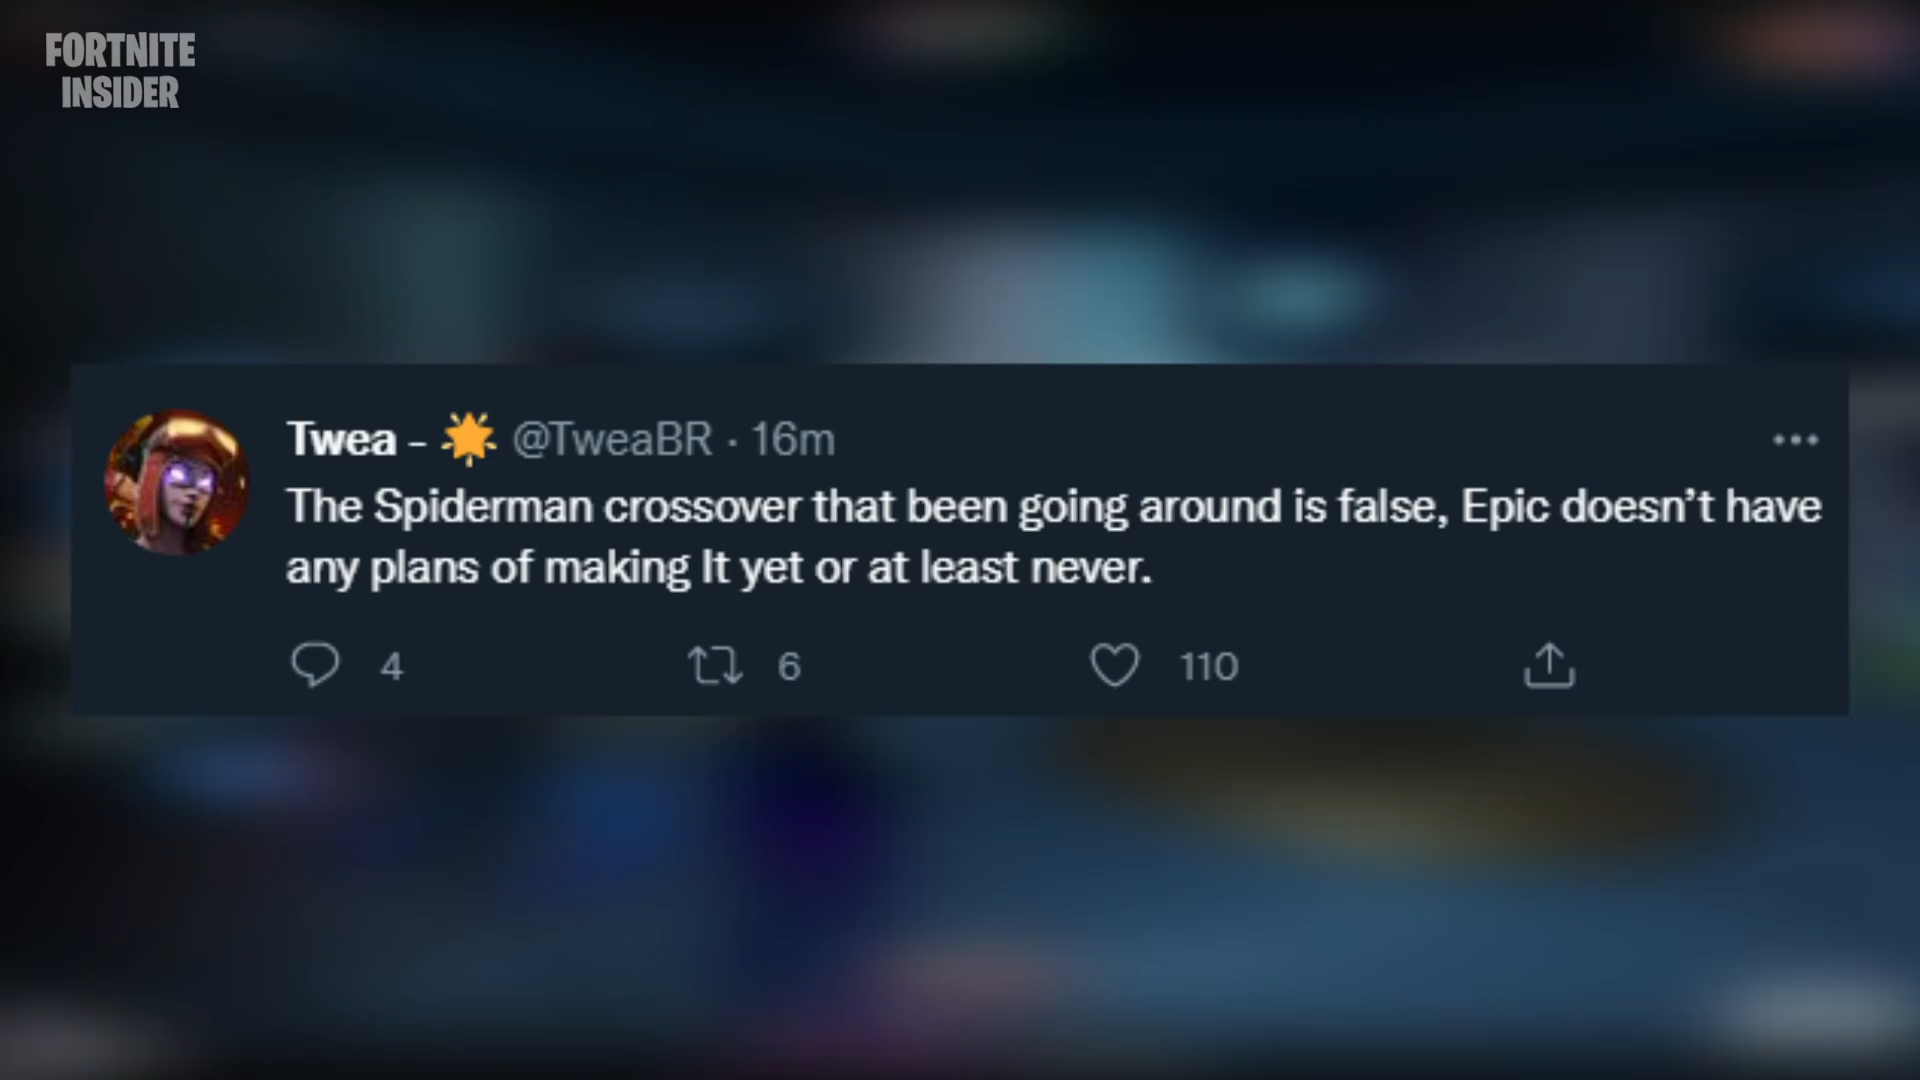 FORTNITE
INSIDER
Twea - 🌟 @TweaBR · 16m
The Spiderman crossover that been going around is false, Epic doesn’t have
any plans of making It yet or at least never.
4 6 110